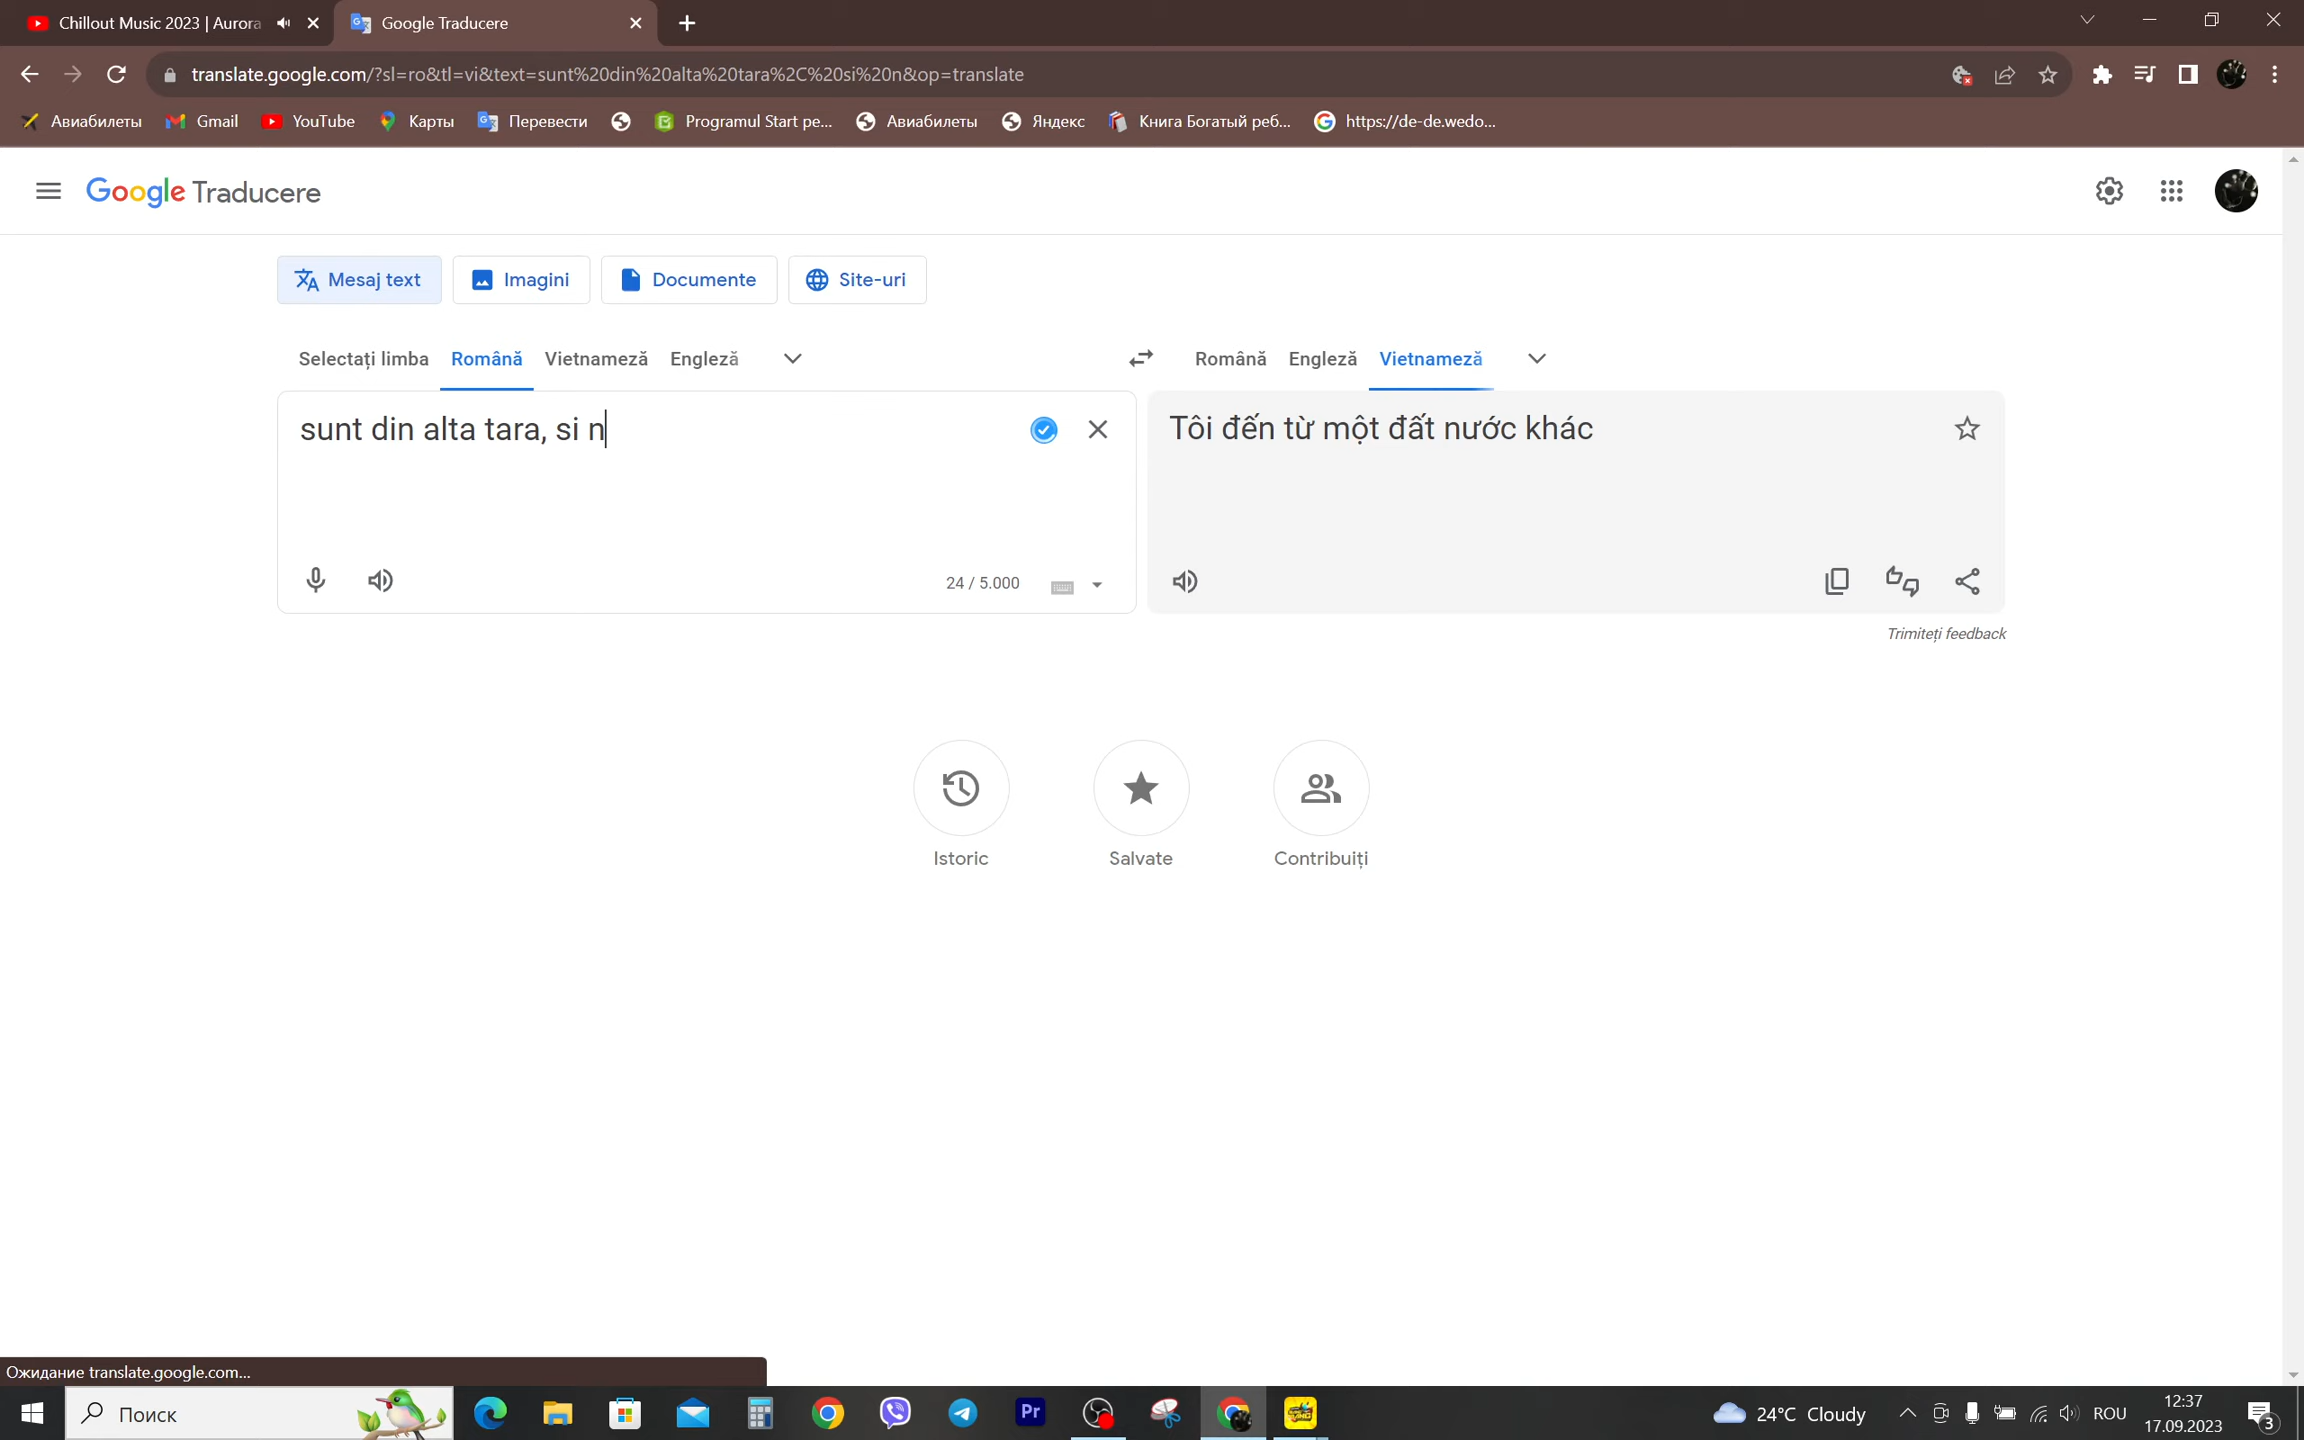 Chillout Music 2023 | Aurora
Google Traducere
translate.google.com/?sl=ro&tl=vi&text=sunt%20din%20alta%20tara%2C%20si%20n&op=translate
Авиабилеты
Gmail
YouTube
Карты
Перевести
Programul Start pe...
Авиабилеты
Яндекс
Книга Богатый реб...
https://de-de.wedo...
Google Traducere
Mesaj text
Imagini
Documente
Site-uri
Selectați limba
Română
Vietnameză
Engleză
Română
Engleză
Vietnameză
sunt din alta tara, si n
Tôi đến từ một đất nước khác
24 / 5.000
Trimiteți feedback
Istoric
Salvate
Contribuiți
Ожидание translate.google.com...
Поиск
Pr
24°C Cloudy
ROU
12:37
17.09.2023
3